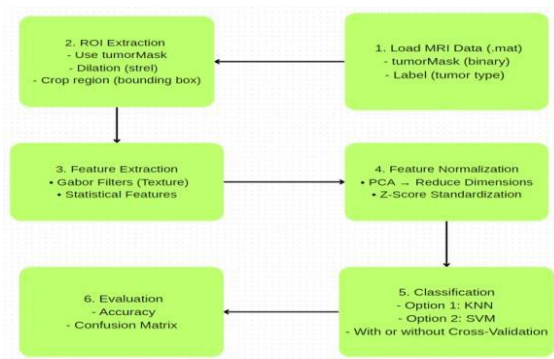 2. ROI Extraction
- Use tumorMask
- Dilation (strel)
- Crop region (bounding box)
1. Load MRI Data (.mat)
- tumorMask (binary)
- Label (tumor type)
3. Feature Extraction
• Gabor Filters (Texture)
• Statistical Features
4. Feature Normalization
• PCA → Reduce Dimensions
• Z-Score Standardization
6. Evaluation
- Accuracy
- Confusion Matrix
5. Classification
- Option 1: KNN
- Option 2: SVM
- With or without Cross-Validation